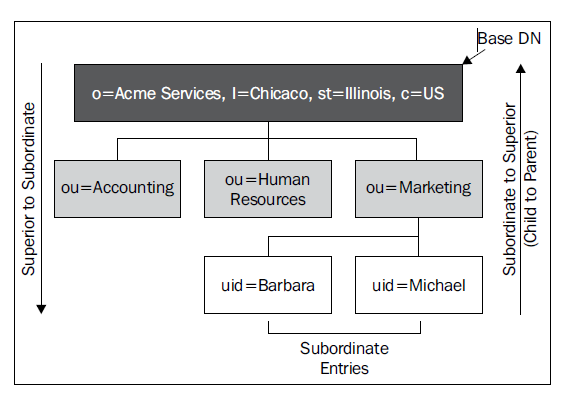 Base DN
o=Acme Services, l=Chicaco, st=Illinois, c=US
Superior to Subordinate
Subordinate to Superior
(Child to Parent)
ou=Accounting
ou=Human
Resources
ou=Marketing
uid=Barbara
uid=Michael
Subordinate
Entries